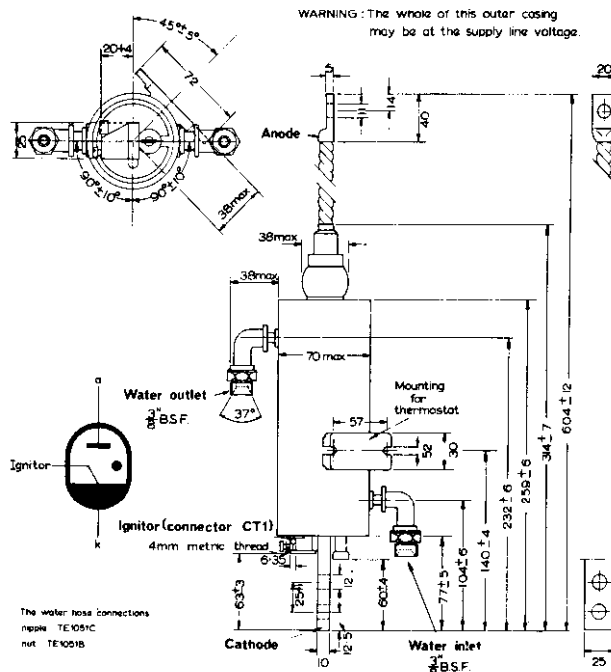 WARNING : The whole of this outer casing
may be at the supply line voltage.
45°±5°
20±4
72
25
90°±10°
90°±10°
38max
5
11
14
40
20
Anode
38max
38max
70 max
Water outlet
3/8" B.S.F.
37°
Mounting
for
thermostat
57
52
30
a
Ignitor
k
Ignitor (connector CT1)
4mm metric thread
6·35
63±3
25±1
12
60±4
77±5
104±6
140±4
232±6
259±6
314±7
604±12
The water hose connections
nipple TE1051C
nut TE1051B
Cathode
12·5
10
Water inlet
B.S.F.